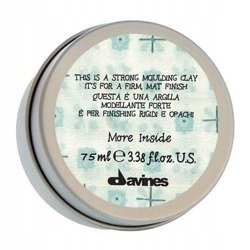 THIS IS A STRONG MOULDING CLAY
IT'S FOR A FIRM, MAT FINISH
QUESTA È UNA ARGILLA
MODELLANTE FORTE
È PER FINISHING RIGIDI E OPACHI
More Inside
75ml ℮ 3.38 fl.oz.U.S.
davines